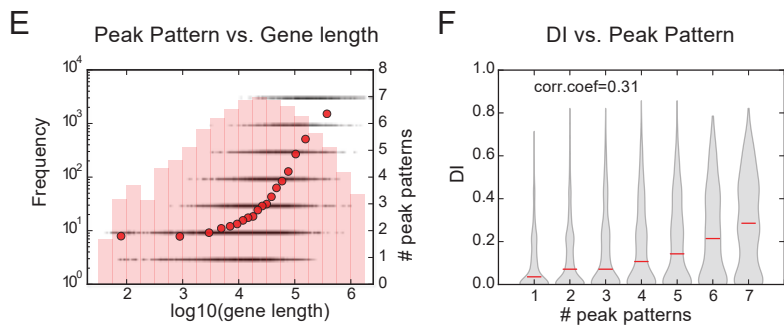 E
Peak Pattern vs. Gene length
Frequency
10^4
10^3
10^2
10^1
10^0
8
7
6
5
4
3
2
1
0
# peak patterns
2 3 4 5 6
log10(gene length)
F
DI vs. Peak Pattern
corr.coef=0.31
DI
1.0
0.8
0.6
0.4
0.2
0.0
1 2 3 4 5 6 7
# peak patterns